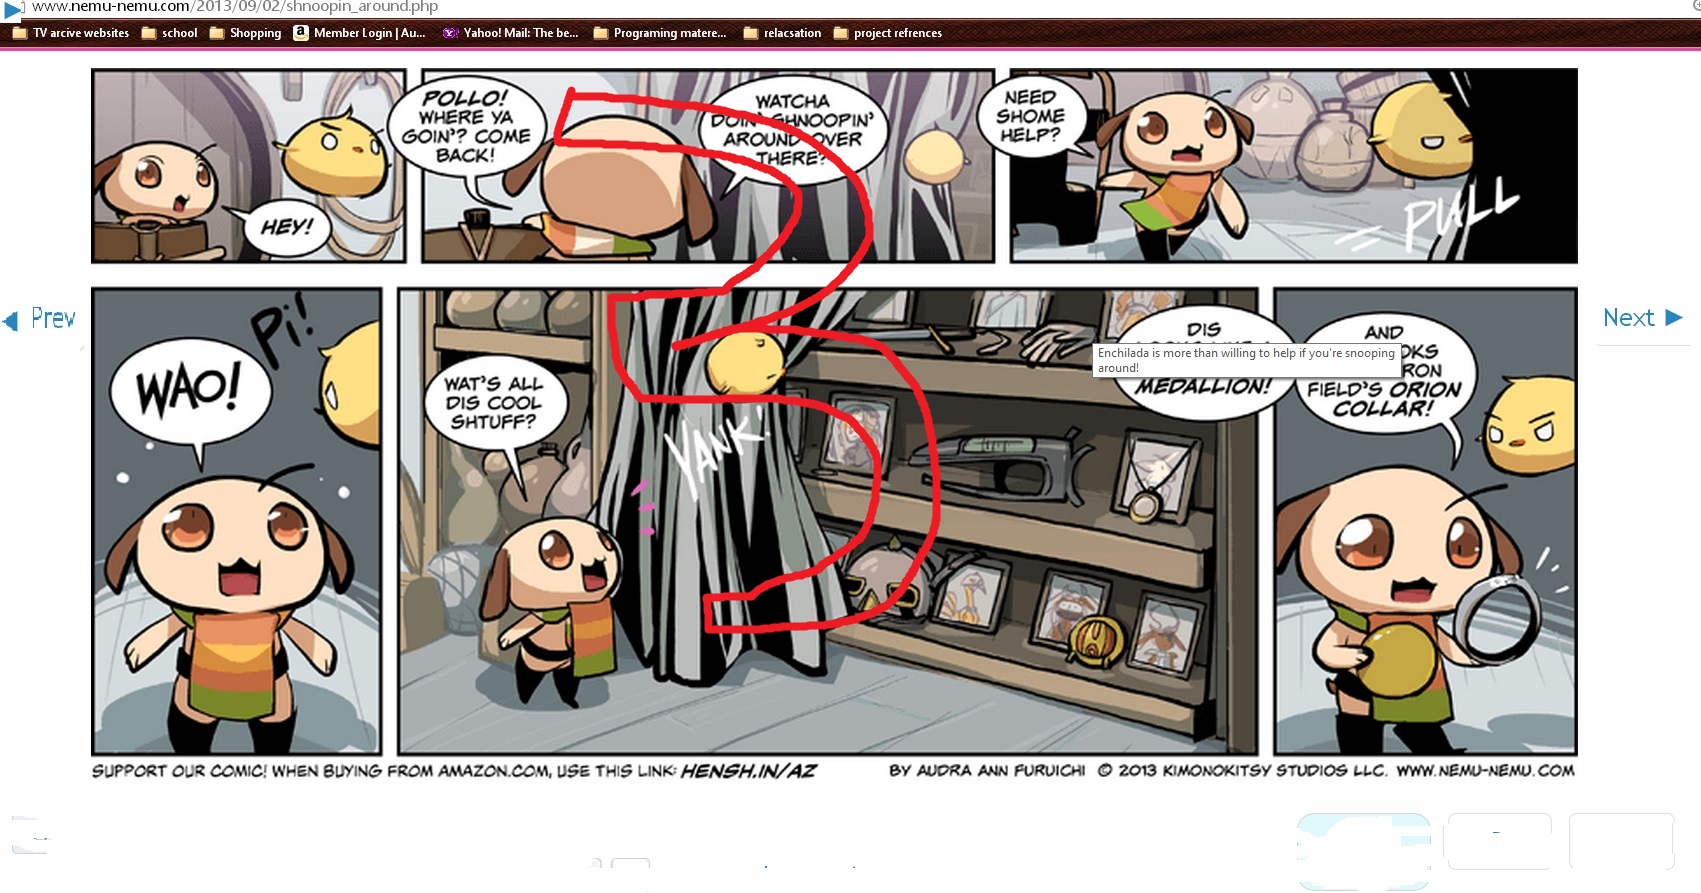 www.nemu-nemu.com/2013/09/02/shnoopin_around.php
TV arcive websites school Shopping Member Login | Au... Yahoo! Mail: The be... Programing matere... relacsation project refrences
HEY!
POLLO!
WHERE YA
GOIN'? COME
BACK!
WATCHA
DOIN' SHNOOPIN'
AROUND OVER
THERE?
NEED
SHOME
HELP?
PULL
3
Prev
Next
Pi!
WAO!
WAT'S ALL
DIS COOL
SHTUFF?
YANK!
DIS
MEDALLION!
Enchilada is more than willing to help if you're snooping
around!
AND
FIELD'S ORION
COLLAR!
SUPPORT OUR COMIC! WHEN BUYING FROM AMAZON.COM, USE THIS LINK: HENSH.IN/AZ
BY AUDRA ANN FURUICHI © 2013 KIMONOKITSY STUDIOS LLC. WWW.NEMU-NEMU.COM